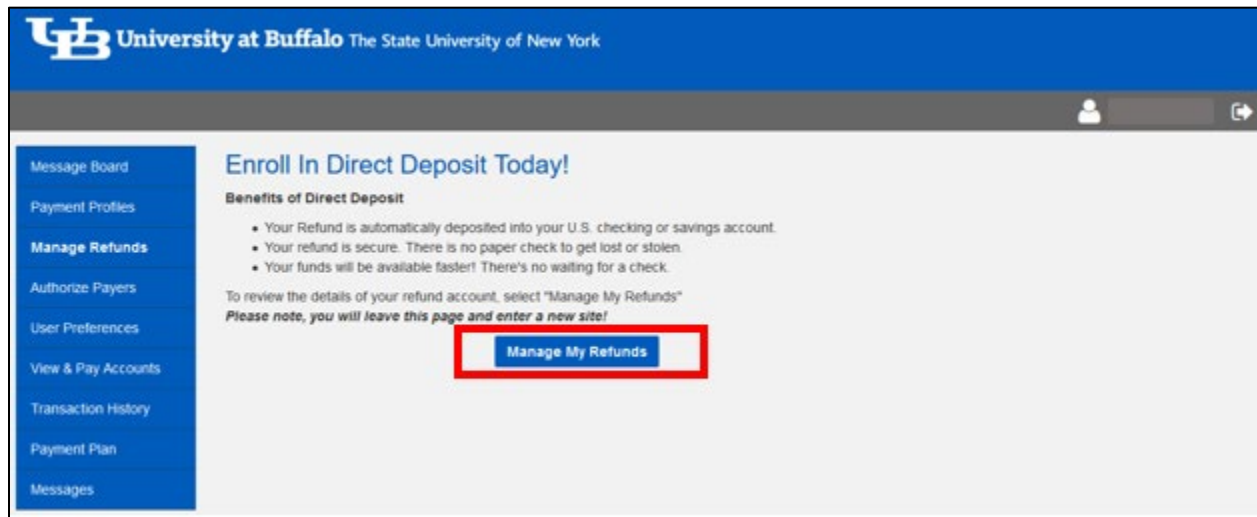 UB University at Buffalo The State University of New York
Message Board
Payment Profiles
Manage Refunds
Authorize Payers
User Preferences
View & Pay Accounts
Transaction History
Payment Plan
Messages
Enroll In Direct Deposit Today!
Benefits of Direct Deposit
• Your Refund is automatically deposited into your U.S. checking or savings account.
• Your refund is secure. There is no paper check to get lost or stolen.
• Your funds will be available faster! There's no waiting for a check.
To review the details of your refund account, select "Manage My Refunds"
Please note, you will leave this page and enter a new site!
Manage My Refunds